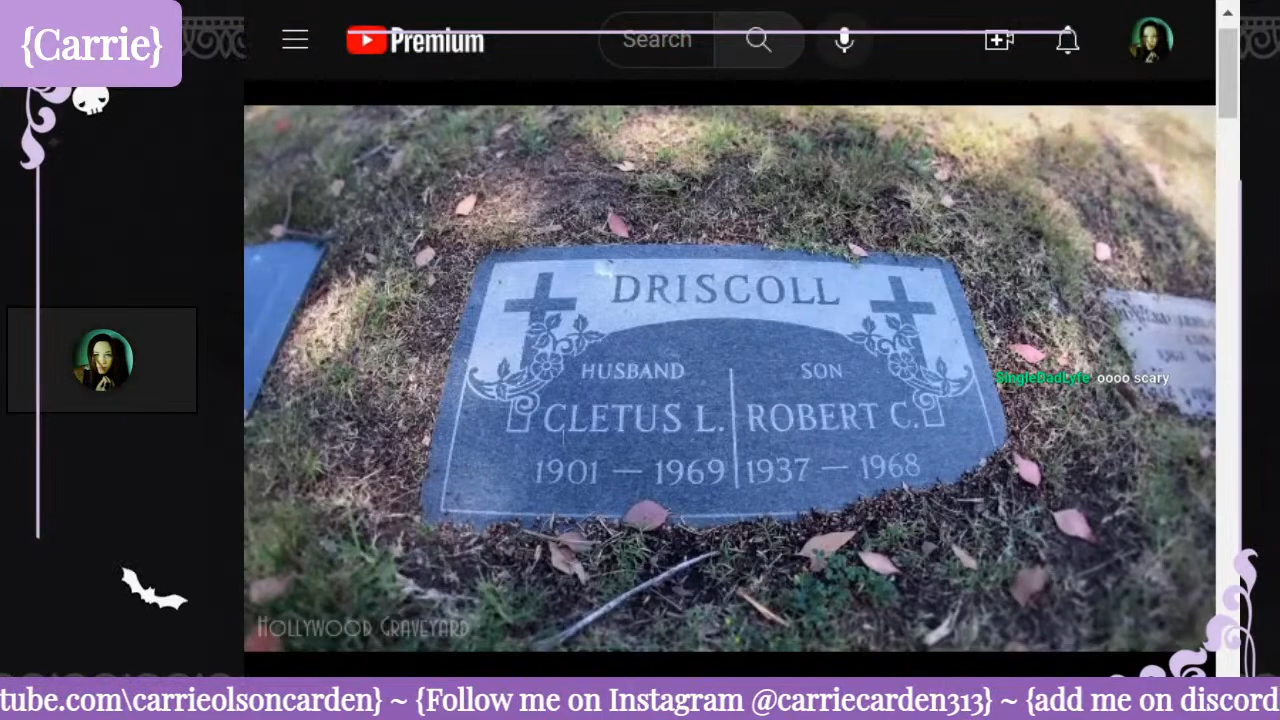 {Carrie}
Premium
Search
DRISCOLL
HUSBAND
SON
CLETUS L.
ROBERT C.
1901 — 1969
1937 — 1968
SingleDadLyfe oooo scary
HOLLYWOOD GRAVEYARD
tube.com\carrieolsoncarden} ~ {Follow me on Instagram @carriecarden313} ~ {add me on discord